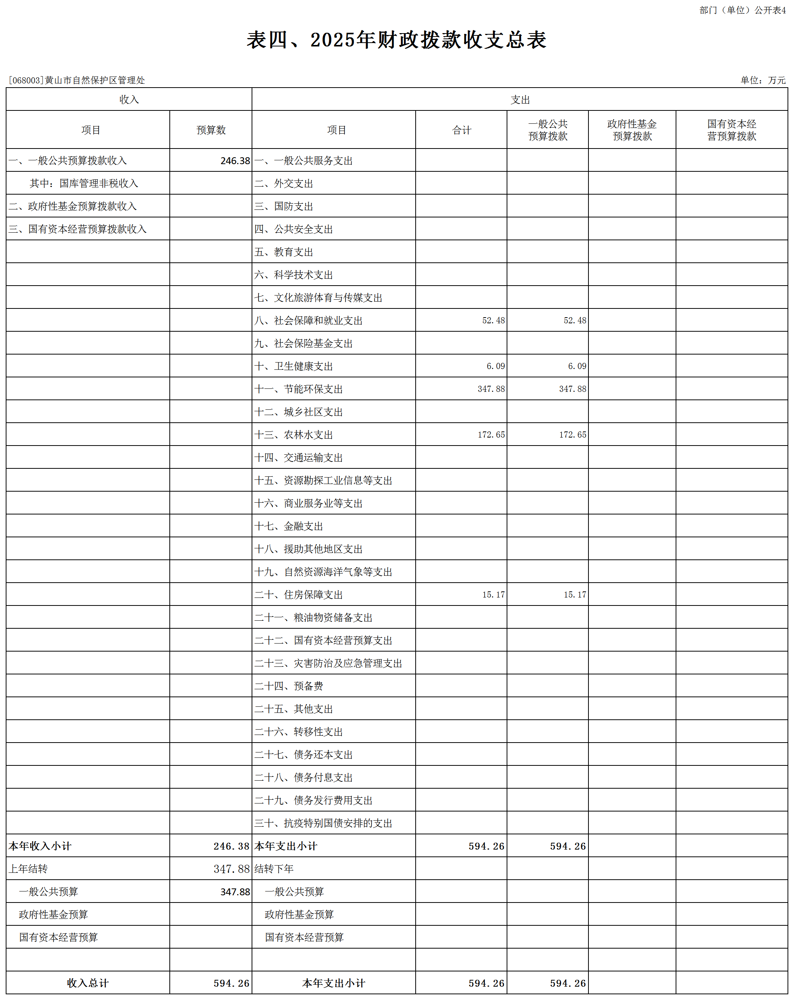 部门（单位）公开表4
表四、2025年财政拨款收支总表
[068003]黄山市自然保护区管理处 单位：万元
收入 支出
项目 预算数 项目 合计 一般公共预算拨款 政府性基金预算拨款 国有资本经营预算拨款
一、一般公共预算拨款收入 246.38 一、一般公共服务支出
其中：国库管理非税收入 二、外交支出
二、政府性基金预算拨款收入 三、国防支出
三、国有资本经营预算拨款收入 四、公共安全支出
五、教育支出
六、科学技术支出
七、文化旅游体育与传媒支出
八、社会保障和就业支出 52.48 52.48
九、社会保险基金支出
十、卫生健康支出 6.09 6.09
十一、节能环保支出 347.88 347.88
十二、城乡社区支出
十三、农林水支出 172.65 172.65
十四、交通运输支出
十五、资源勘探工业信息等支出
十六、商业服务业等支出
十七、金融支出
十八、援助其他地区支出
十九、自然资源海洋气象等支出
二十、住房保障支出 15.17 15.17
二十一、粮油物资储备支出
二十二、国有资本经营预算支出
二十三、灾害防治及应急管理支出
二十四、预备费
二十五、其他支出
二十六、转移性支出
二十七、债务还本支出
二十八、债务付息支出
二十九、债务发行费用支出
三十、抗疫特别国债安排的支出
本年收入小计 246.38 本年支出小计 594.26 594.26
上年结转 347.88 结转下年
一般公共预算 347.88 一般公共预算
政府性基金预算 政府性基金预算
国有资本经营预算 国有资本经营预算
收入总计 594.26 本年支出小计 594.26 594.26